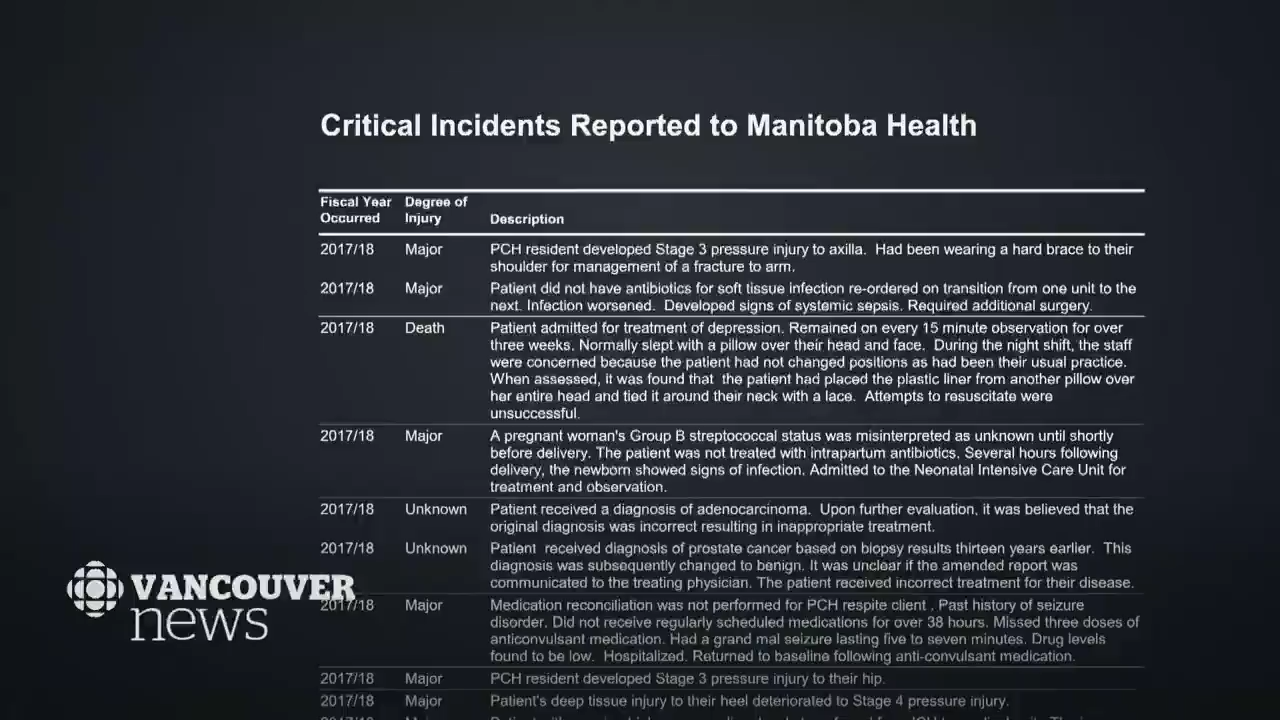 Critical Incidents Reported to Manitoba Health
Fiscal Year Degree of
Occurred Injury Description
2017/18 Major PCH resident developed Stage 3 pressure injury to axilla. Had been wearing a hard brace to their
shoulder for management of a fracture to arm.
2017/18 Major Patient did not have antibiotics for soft tissue infection re-ordered on transition from one unit to the
next. Infection worsened. Developed signs of systemic sepsis. Required additional surgery.
2017/18 Death Patient admitted for treatment of depression. Remained on every 15 minute observation for over
three weeks. Normally slept with a pillow over their head and face. During the night shift, the staff
were concerned because the patient had not changed positions as had been their usual practice.
When assessed, it was found that the patient had placed the plastic liner from another pillow over
her entire head and tied it around their neck with a lace. Attempts to resuscitate were
unsuccessful.
2017/18 Major A pregnant woman's Group B streptococcal status was misinterpreted as unknown until shortly
before delivery. The patient was not treated with intrapartum antibiotics. Several hours following
delivery, the newborn showed signs of infection. Admitted to the Neonatal Intensive Care Unit for
treatment and observation.
2017/18 Unknown Patient received a diagnosis of adenocarcinoma. Upon further evaluation, it was believed that the
original diagnosis was incorrect resulting in inappropriate treatment.
2017/18 Unknown Patient received diagnosis of prostate cancer based on biopsy results thirteen years earlier. This
diagnosis was subsequently changed to benign. It was unclear if the amended report was
communicated to the treating physician. The patient received incorrect treatment for their disease.
2017/18 Major Medication reconciliation was not performed for PCH respite client . Past history of seizure
disorder. Did not receive regularly scheduled medications for over 38 hours. Missed three doses of
anticonvulsant medication. Had a grand mal seizure lasting five to seven minutes. Drug levels
found to be low. Hospitalized. Returned to baseline following anti-convulsant medication.
2017/18 Major PCH resident developed Stage 3 pressure injury to their hip.
2017/18 Major Patient's deep tissue injury to their heel deteriorated to Stage 4 pressure injury.
VANCOUVER
news